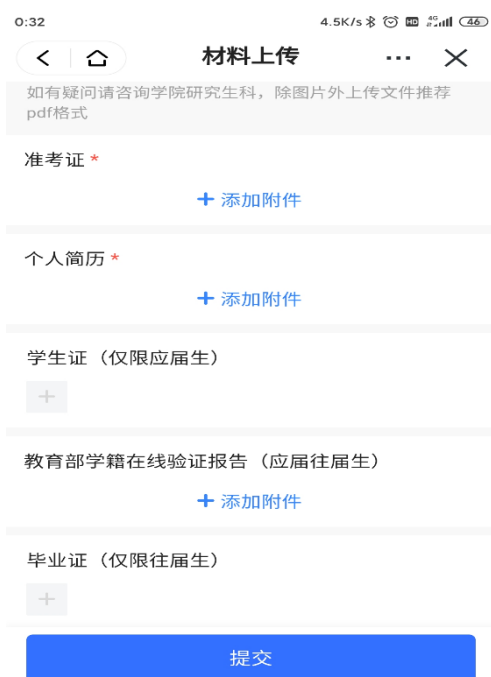 0:32 4.5K/s HD 4G 46
材料上传
如有疑问请咨询学院研究生科，除图片外上传文件推荐
pdf格式
准考证 *
+ 添加附件
个人简历 *
+ 添加附件
学生证（仅限应届生）
+
教育部学籍在线验证报告（应届往届生）
+ 添加附件
毕业证（仅限往届生）
+
提交